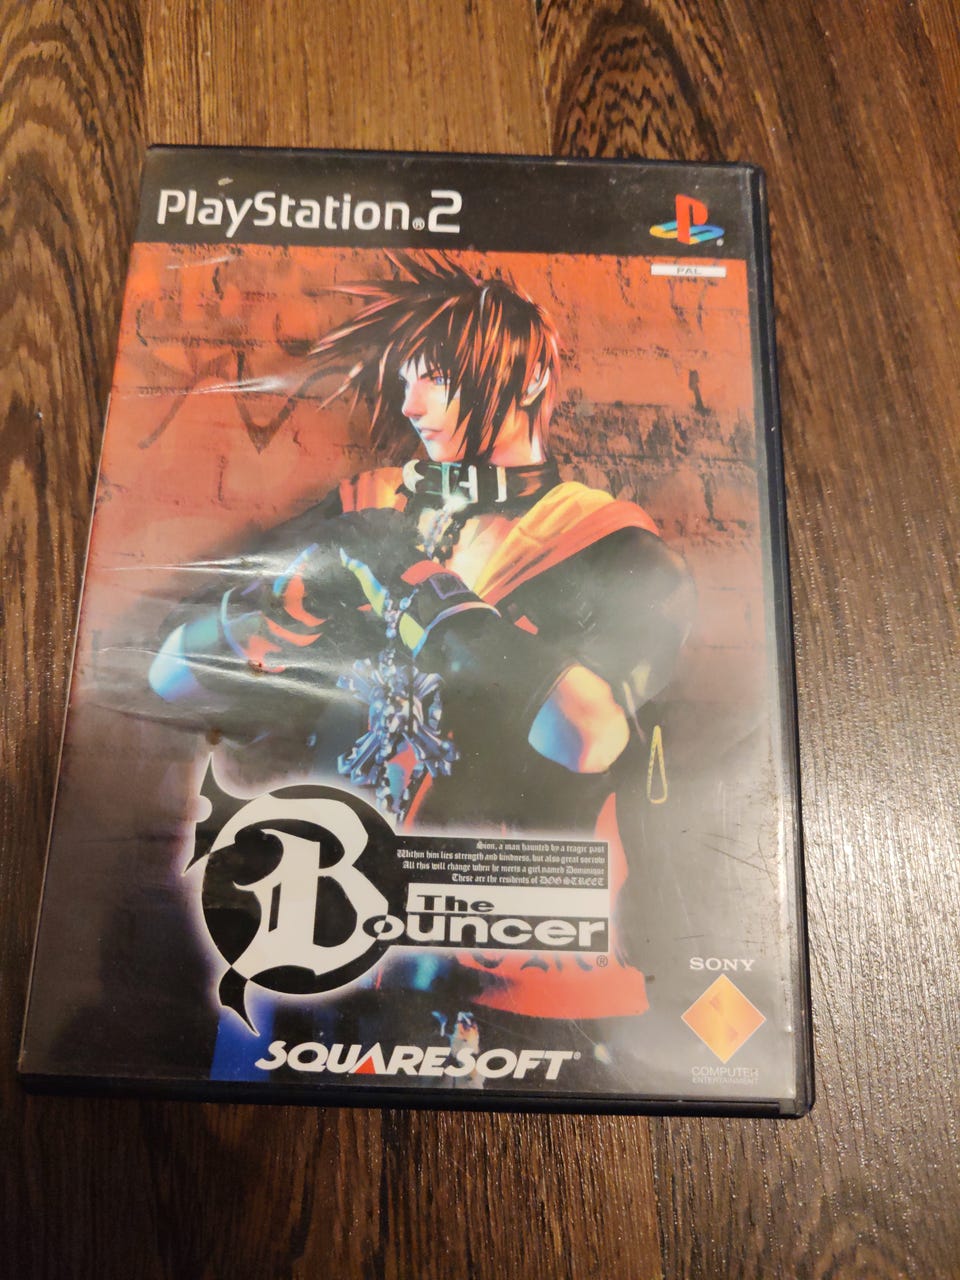 PlayStation®2
PAL
Sion, a man haunted by a tragic past
Within him lies strength and kindness, but also great sorrow
All this will change when he meets a girl named Dominique
These are the residents of DOG STREET
The
Bouncer®
SONY
COMPUTER
ENTERTAINMENT
SQUARESOFT®